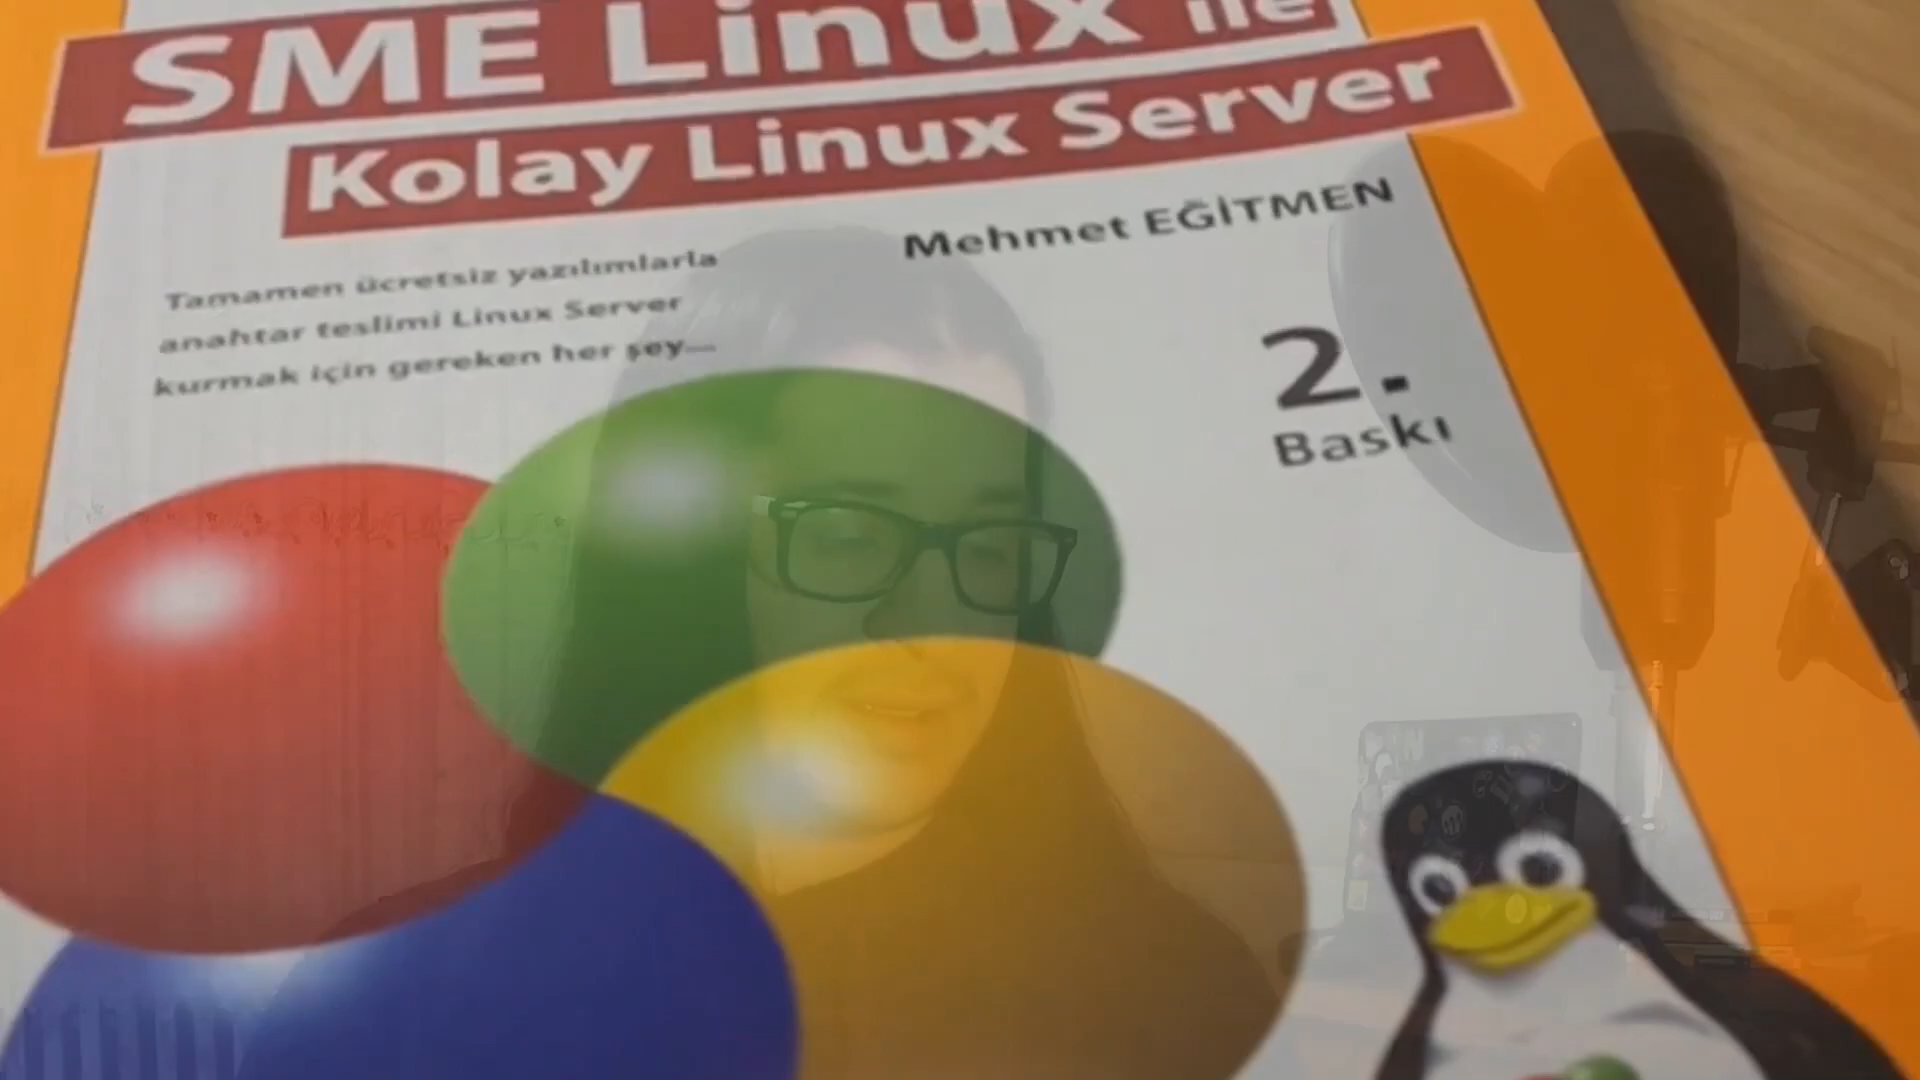 SME Linux ile
Kolay Linux Server
Mehmet EĞİTMEN
Tamamen ücretsiz yazılımlarla
anahtar teslimi Linux Server
kurmak için gereken her şey...
2.
Baskı